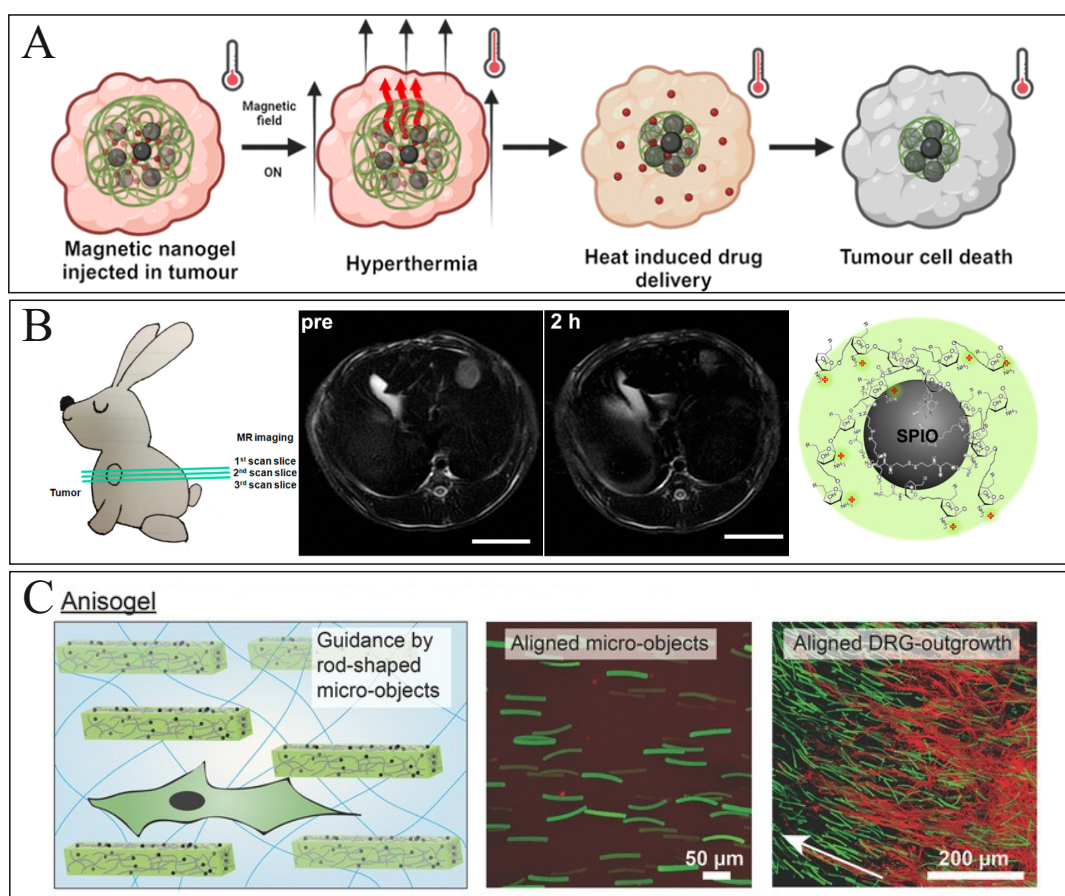 A
Magnetic
field
ON
Magnetic nanogel
injected in tumour
Hyperthermia
Heat induced drug
delivery
Tumour cell death
B
MR imaging
1st scan slice
2nd scan slice
3rd scan slice
Tumor
pre
2 h
SPIO
C
Anisogel
Guidance by
rod-shaped
micro-objects
Aligned micro-objects
50 µm
Aligned DRG-outgrowth
200 µm